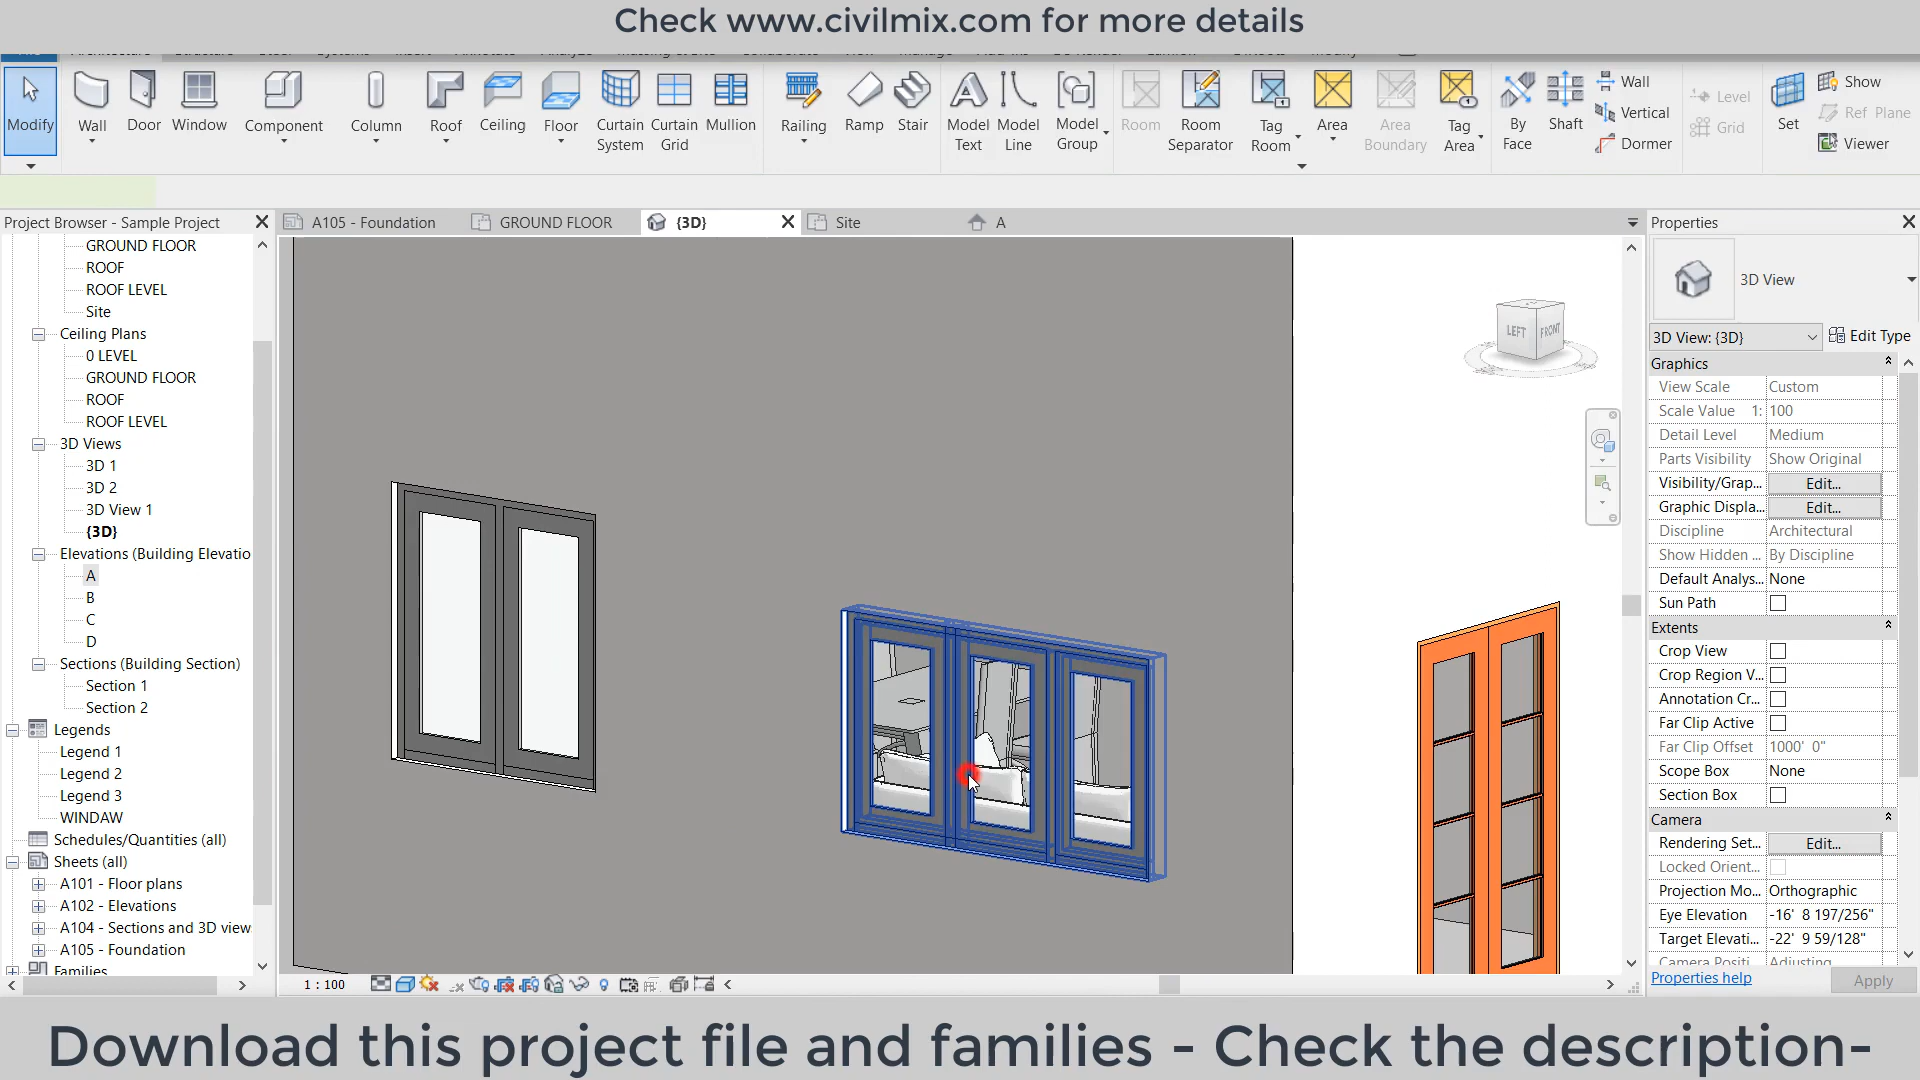 Check www.civilmix.com for more details
Modify
Wall
Door
Window
Component
Column
Roof
Ceiling
Floor
Curtain System
Curtain Grid
Mullion
Railing
Ramp
Stair
Model Text
Model Line
Model Group
Room
Room Separator
Tag Room
Area
Area Boundary
Tag Area
By Face
Shaft
Wall
Vertical
Dormer
Level
Grid
Set
Show
Ref Plane
Viewer
Project Browser - Sample Project
A105 - Foundation
GROUND FLOOR
{3D}
Site
A
Properties
GROUND FLOOR
ROOF
ROOF LEVEL
Site
Ceiling Plans
0 LEVEL
GROUND FLOOR
ROOF
ROOF LEVEL
3D Views
3D 1
3D 2
3D View 1
{3D}
Elevations (Building Elevatio
A
B
C
D
Sections (Building Section)
Section 1
Section 2
Legends
Legend 1
Legend 2
Legend 3
WINDAW
Schedules/Quantities (all)
Sheets (all)
A101 - Floor plans
A102 - Elevations
A104 - Sections and 3D view
A105 - Foundation
Families
LEFT
FRONT
3D View
3D View: {3D}
Edit Type
Graphics
View Scale Custom
Scale Value 1: 100
Detail Level Medium
Parts Visibility Show Original
Visibility/Grap... Edit...
Graphic Displa... Edit...
Discipline Architectural
Show Hidden ... By Discipline
Default Analys... None
Sun Path
Extents
Crop View
Crop Region V...
Annotation Cr...
Far Clip Active
Far Clip Offset 1000' 0"
Scope Box None
Section Box
Camera
Rendering Set... Edit...
Locked Orient...
Projection Mo... Orthographic
Eye Elevation -16' 8 197/256"
Target Elevati... -22' 9 59/128"
Camera Positi... Adjusting
Properties help
Apply
1 : 100
Download this project file and families - Check the description-